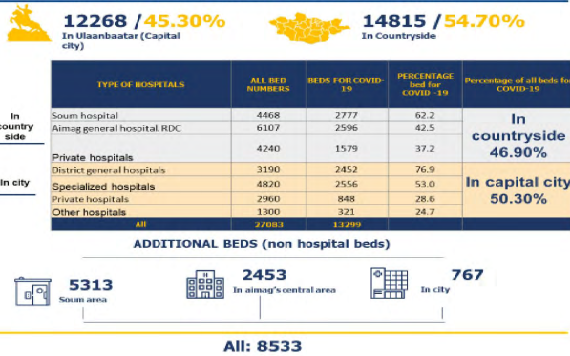 12268 / 45.30%
In Ulaanbaatar (Capital
city)
14815 / 54.70%
In Countryside
TYPE OF HOSPITALS
ALL BED
NUMBERS
BEDS FOR COVID-
19
PERCENTAGE
bed for
COVID -19
Percentage of all beds for
COVID-19
In
country
side
Soum hospital 4468 2777 62.2
Aimag general hospital RDC 6107 2596 42.5
Private hospitals 4240 1579 37.2
In
countryside
46.90%
In city
District general hospitals 3190 2452 76.9
Specialized hospitals 4820 2556 53.0
Private hospitals 2960 848 28.6
Other hospitals 1300 321 24.7
In capital city
50.30%
All 27083 13299
ADDITIONAL BEDS (non hospital beds)
5313
Soum area
2453
In aimag's central area
767
In city
All: 8533